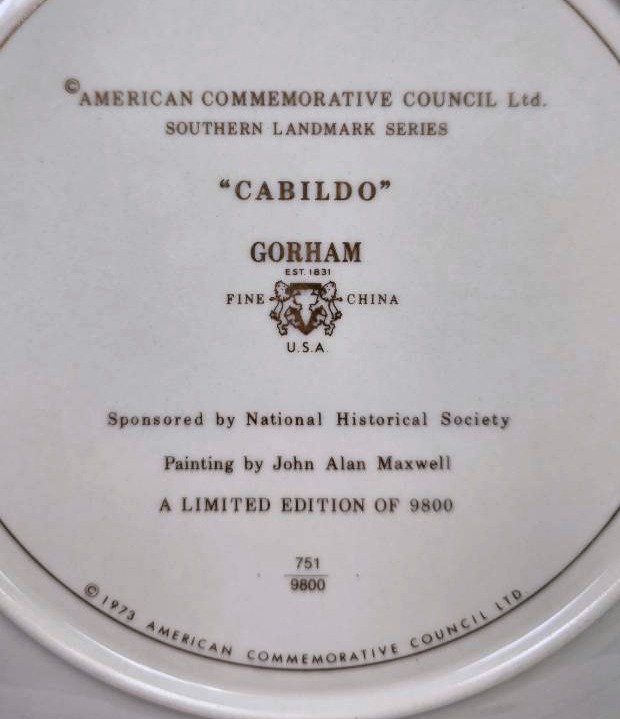 ©AMERICAN COMMEMORATIVE COUNCIL Ltd.
SOUTHERN LANDMARK SERIES
"CABILDO"
GORHAM
EST. 1831
FINE CHINA
U.S.A.
Sponsored by National Historical Society
Painting by John Alan Maxwell
A LIMITED EDITION OF 9800
751
9800
© 1973 AMERICAN COMMEMORATIVE COUNCIL LTD.